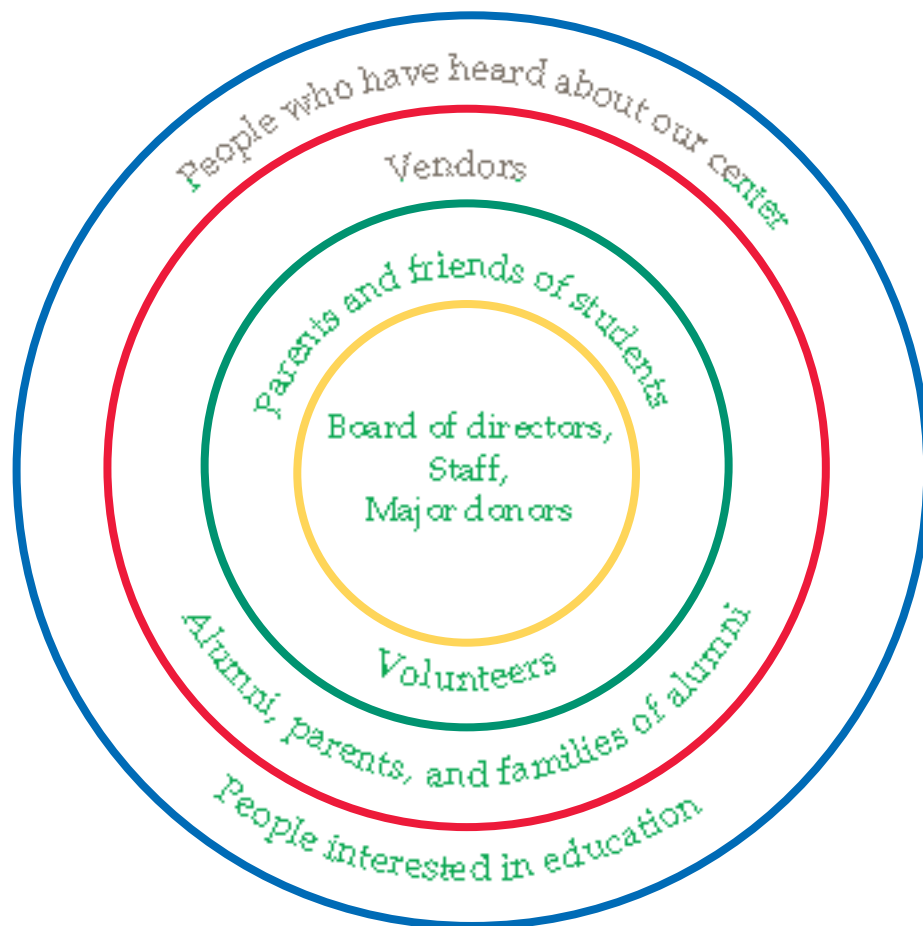 People who have heard about our center
Vendors
Parents and friends of students
Board of directors,
Staff,
Major donors
Volunteers
Alumni, parents, and families of alumni
People interested in education